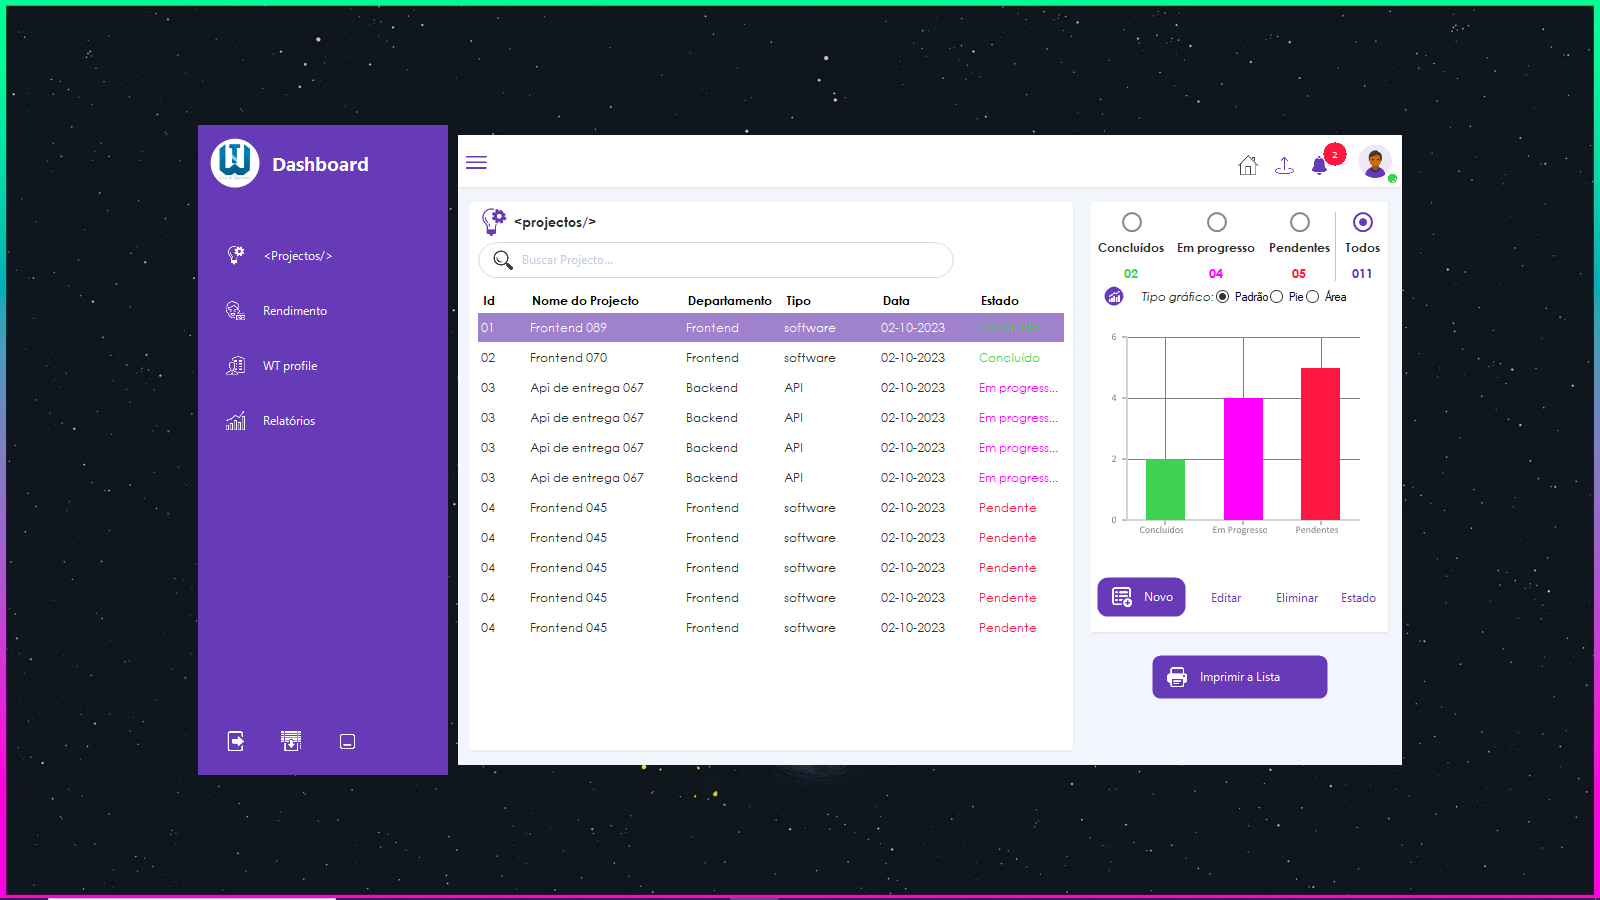 Dashboard
<Projectos/>
Rendimento
WT profile
Relatórios
2
<projectos/>
Buscar Projecto...
Id Nome do Projecto Departamento Tipo Data Estado
01 Frontend 089 Frontend software 02-10-2023 Concluído
02 Frontend 070 Frontend software 02-10-2023 Concluído
03 Api de entrega 067 Backend API 02-10-2023 Em progress...
03 Api de entrega 067 Backend API 02-10-2023 Em progress...
03 Api de entrega 067 Backend API 02-10-2023 Em progress...
03 Api de entrega 067 Backend API 02-10-2023 Em progress...
04 Frontend 045 Frontend software 02-10-2023 Pendente
04 Frontend 045 Frontend software 02-10-2023 Pendente
04 Frontend 045 Frontend software 02-10-2023 Pendente
04 Frontend 045 Frontend software 02-10-2023 Pendente
04 Frontend 045 Frontend software 02-10-2023 Pendente
Concluídos Em progresso Pendentes Todos
02 04 05 011
Tipo gráfico: Padrão Pie Área
6
4
2
0
Concluídos Em Progresso Pendentes
Novo Editar Eliminar Estado
Imprimir a Lista